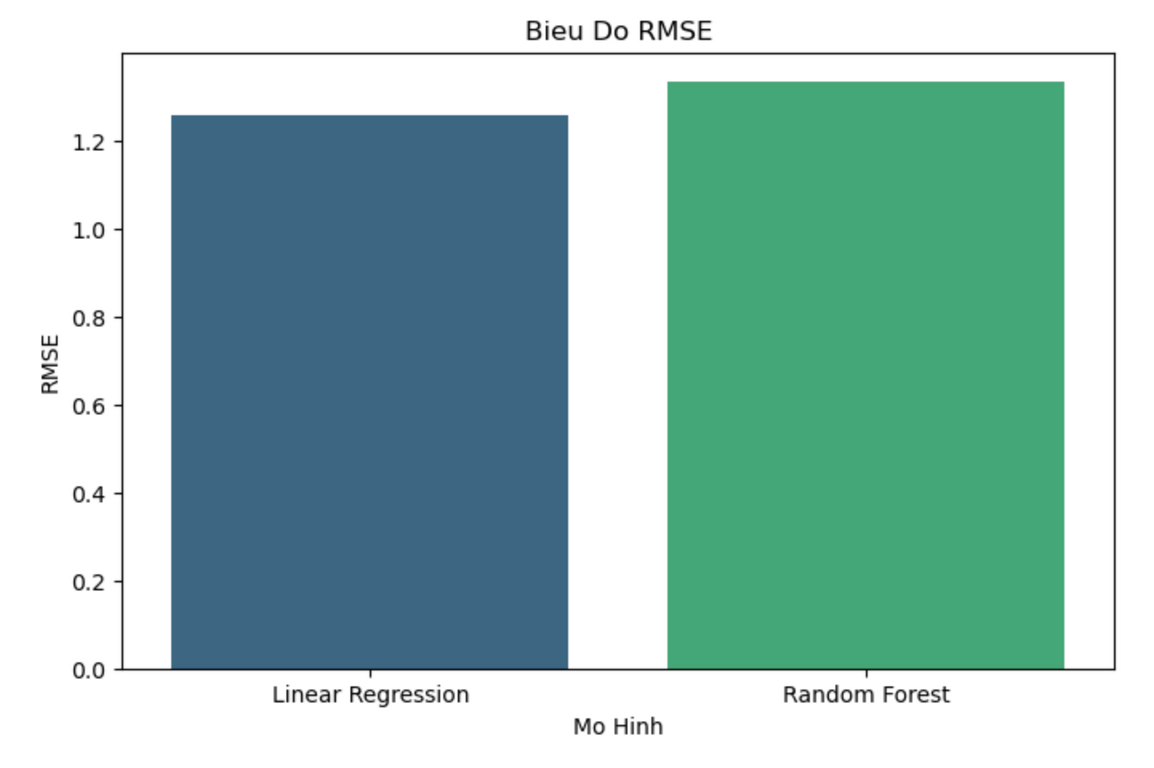 Bieu Do RMSE
RMSE
1.2
1.0
0.8
0.6
0.4
0.2
0.0
Linear Regression
Random Forest
Mo Hinh